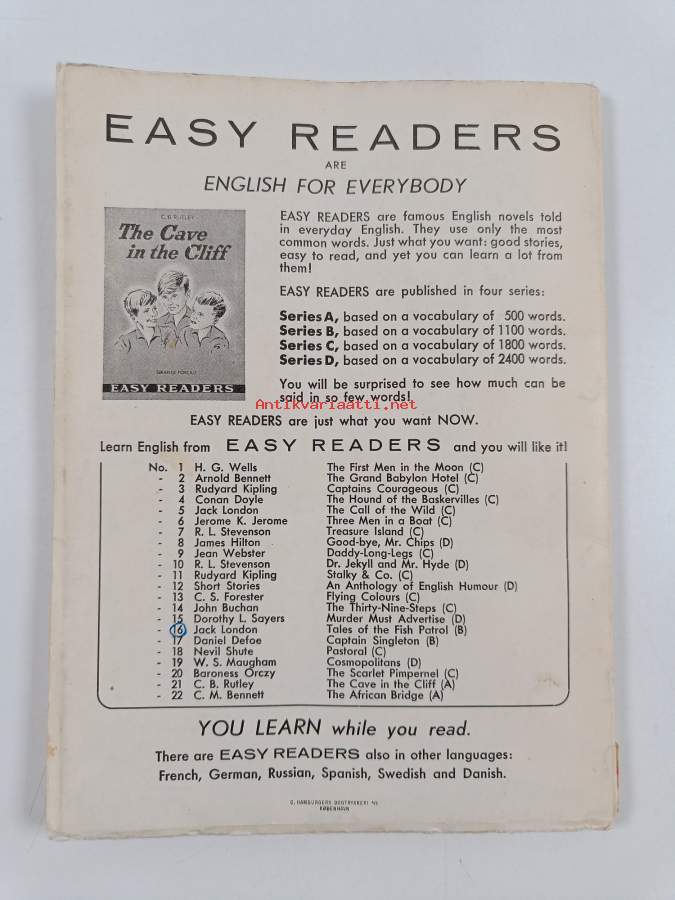 EASY READERS
ARE
ENGLISH FOR EVERYBODY
C. B. RUTLEY
The Cave
in the Cliff
EASY READERS
EASY READERS are famous English novels told
in everyday English. They use only the most
common words. Just what you want: good stories,
easy to read, and yet you can learn a lot from
them!
EASY READERS are published in four series:
Series A, based on a vocabulary of 500 words.
Series B, based on a vocabulary of 1100 words.
Series C, based on a vocabulary of 1800 words.
Series D, based on a vocabulary of 2400 words.
You will be surprised to see how much can be
said in so few words!
Antikvariaatti.net
EASY READERS are just what you want NOW.
Learn English from EASY READERS and you will like it!
No. 1 H. G. Wells The First Men in the Moon (C)
- 2 Arnold Bennett The Grand Babylon Hotel (C)
- 3 Rudyard Kipling Captains Courageous (C)
- 4 Conan Doyle The Hound of the Baskervilles (C)
- 5 Jack London The Call of the Wild (C)
- 6 Jerome K. Jerome Three Men in a Boat (C)
- 7 R. L. Stevenson Treasure Island (C)
- 8 James Hilton Good-bye, Mr. Chips (D)
- 9 Jean Webster Daddy-Long-Legs (C)
- 10 R. L. Stevenson Dr. Jekyll and Mr. Hyde (D)
- 11 Rudyard Kipling Stalky & Co. (C)
- 12 Short Stories An Anthology of English Humour (D)
- 13 C. S. Forester Flying Colours (C)
- 14 John Buchan The Thirty-Nine-Steps (C)
- 15 Dorothy L. Sayers Murder Must Advertise (D)
- 16 Jack London Tales of the Fish Patrol (B)
- 17 Daniel Defoe Captain Singleton (B)
- 18 Nevil Shute Pastoral (C)
- 19 W. S. Maugham Cosmopolitans (D)
- 20 Baroness Orczy The Scarlet Pimpernel (C)
- 21 C. B. Rutley The Cave in the Cliff (A)
- 22 C. M. Bennett The African Bridge (A)
YOU LEARN while you read.
There are EASY READERS also in other languages:
French, German, Russian, Spanish, Swedish and Danish.
G. HAMBURGERS BOGTRYKKERI A/S
KØBENHAVN